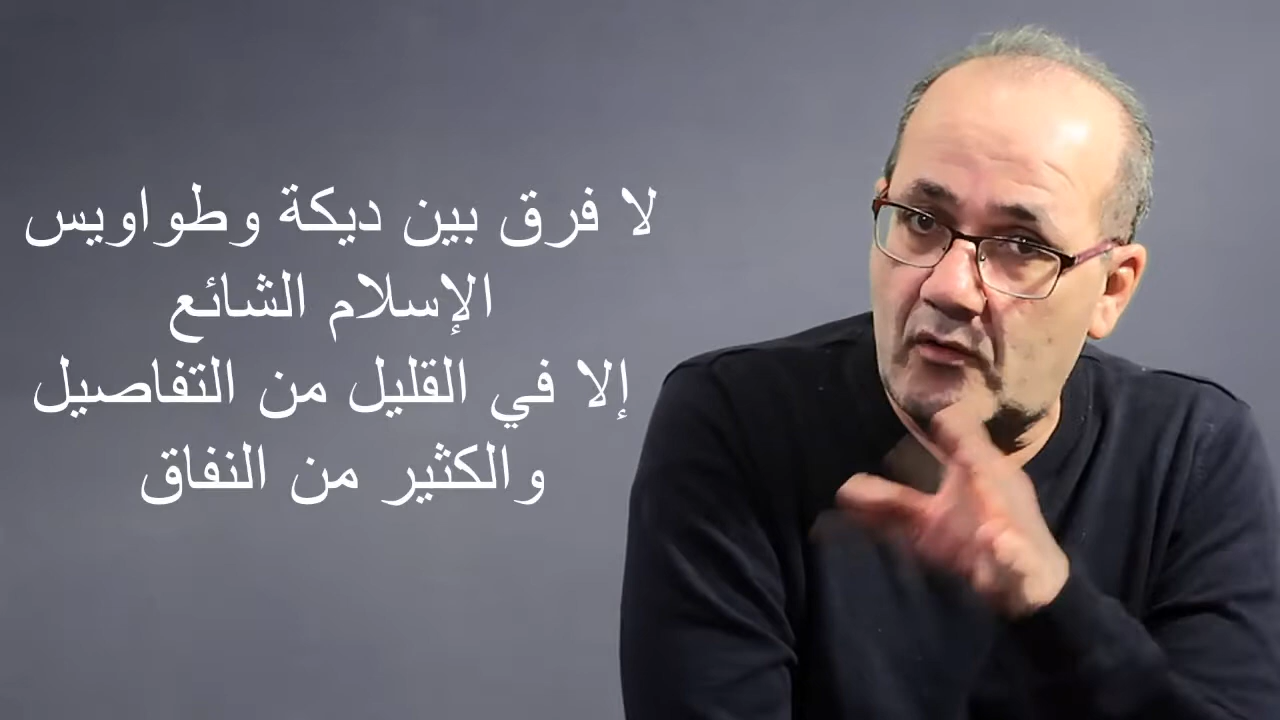 لا فرق بين ديكة وطواويس
الإسلام الشائع
إلا في القليل من التفاصيل
والكثير من النفاق